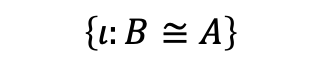 {𝜄: 𝐵 ≅ 𝐴}